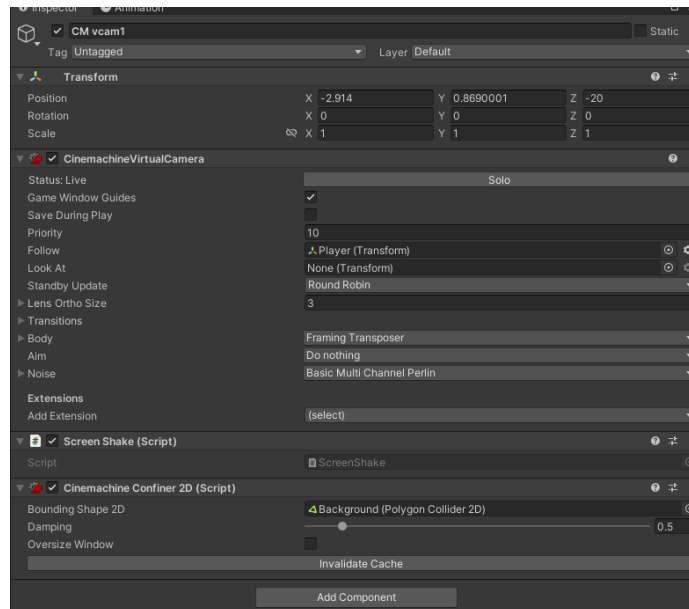 Inspector Animation
CM vcam1 Static
Tag Untagged Layer Default
Transform
Position X -2.914 Y 0.8690001 Z -20
Rotation X 0 Y 0 Z 0
Scale X 1 Y 1 Z 1
CinemachineVirtualCamera
Status: Live Solo
Game Window Guides
Save During Play
Priority 10
Follow Player (Transform)
Look At None (Transform)
Standby Update Round Robin
Lens Ortho Size 3
Transitions
Body Framing Transposer
Aim Do nothing
Noise Basic Multi Channel Perlin
Extensions
Add Extension (select)
# Screen Shake (Script)
Script ScreenShake
Cinemachine Confiner 2D (Script)
Bounding Shape 2D Background (Polygon Collider 2D)
Damping 0.5
Oversize Window
Invalidate Cache
Add Component